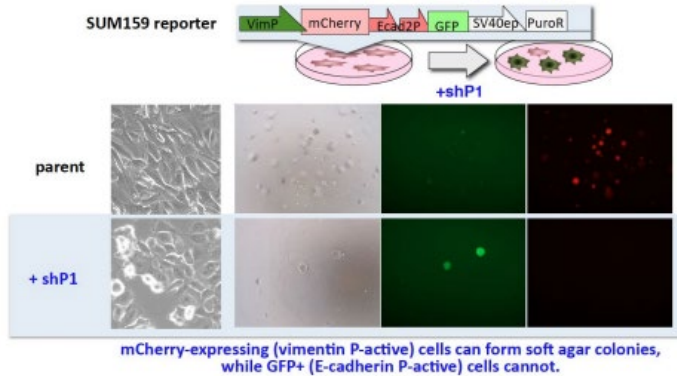 SUM159 reporter
VimP mCherry Ecad2P GFP SV40ep PuroR
+shP1
parent
+ shP1
mCherry-expressing (vimentin P-active) cells can form soft agar colonies,
while GFP+ (E-cadherin P-active) cells cannot.